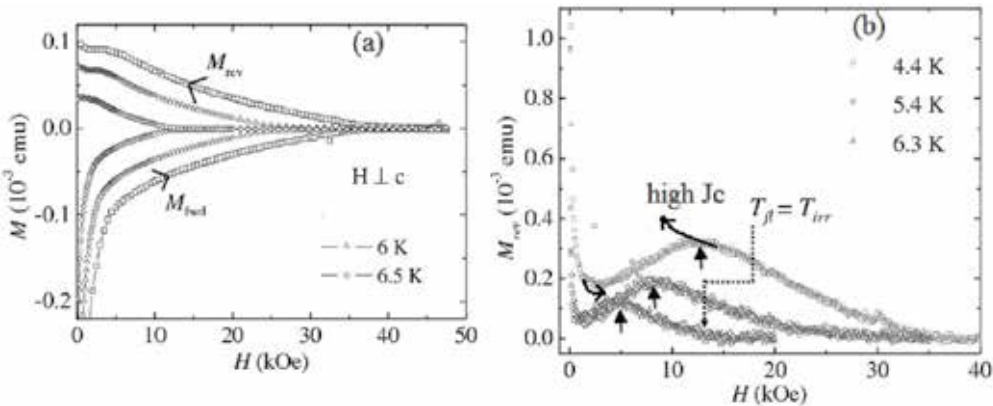 (a)
M_rev
M_fwd
H ⊥ c
6 K
6.5 K
M (10⁻³ emu)
0.1
0.0
-0.1
-0.2
0 10 20 30 40 50
H (kOe)
(b)
4.4 K
5.4 K
6.3 K
high Jc
T_fl = T_irr
M_rev (10⁻³ emu)
1.0
0.8
0.6
0.4
0.2
0.0
0 10 20 30 40
H (kOe)